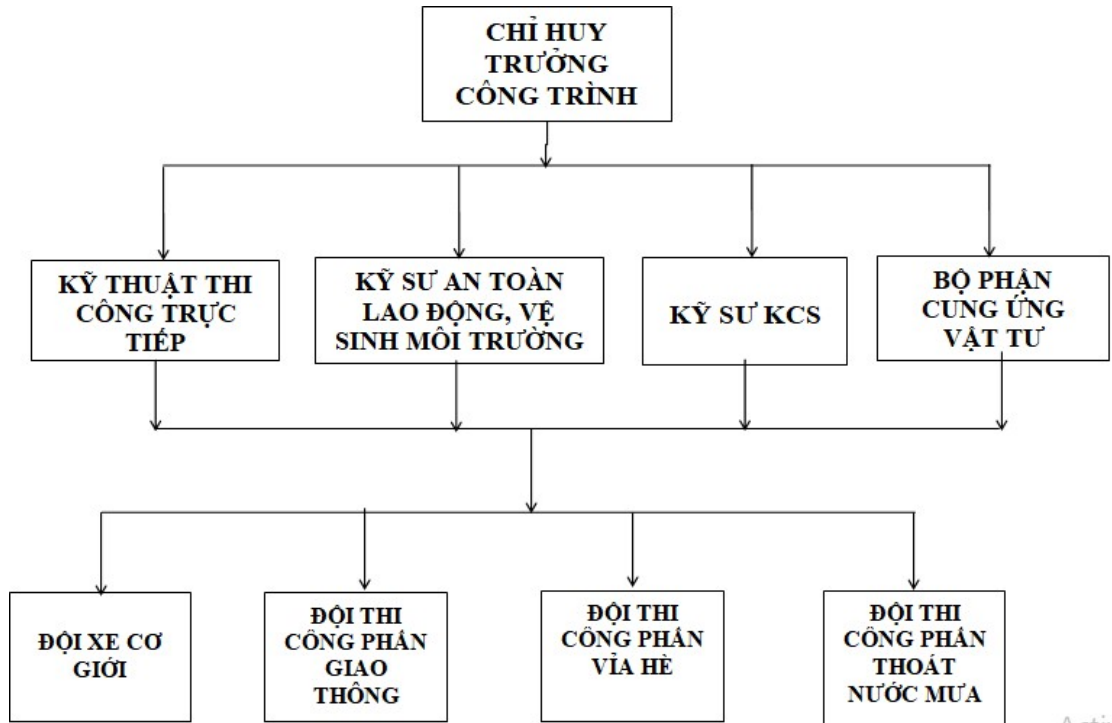 CHỈ HUY
TRƯỞNG
CÔNG TRÌNH
KỸ THUẬT THI
CÔNG TRỰC
TIẾP
KỸ SƯ AN TOÀN
LAO ĐỘNG, VỆ
SINH MÔI TRƯỜNG
KỸ SƯ KCS
BỘ PHẬN
CUNG ỨNG
VẬT TƯ
ĐỘI XE CƠ
GIỚI
ĐỘI THI
CÔNG PHẦN
GIAO
THÔNG
ĐỘI THI
CÔNG PHẦN
VỈA HÈ
ĐỘI THI
CÔNG PHẦN
THOÁT
NƯỚC MƯA